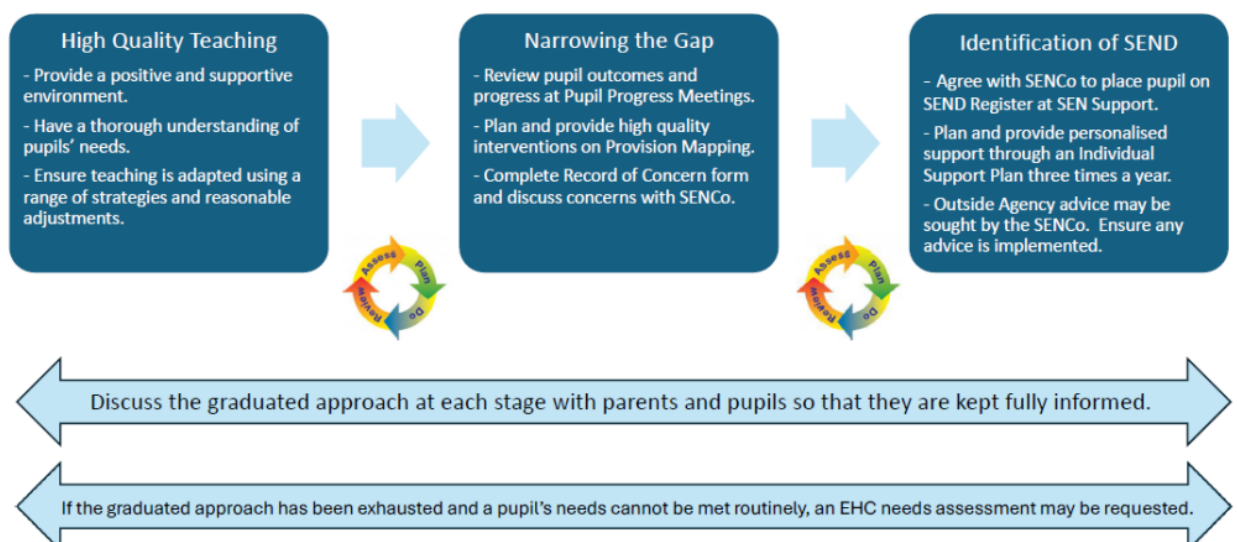 High Quality Teaching
- Provide a positive and supportive
environment.
- Have a thorough understanding of
pupils’ needs.
- Ensure teaching is adapted using a
range of strategies and reasonable
adjustments.
Narrowing the Gap
- Review pupil outcomes and
progress at Pupil Progress Meetings.
- Plan and provide high quality
interventions on Provision Mapping.
- Complete Record of Concern form
and discuss concerns with SENCo.
Identification of SEND
- Agree with SENCo to place pupil on
SEND Register at SEN Support.
- Plan and provide personalised
support through an Individual
Support Plan three times a year.
- Outside Agency advice may be
sought by the SENCo.  Ensure any
advice is implemented.
Assess
Plan
Do
Review
Assess
Plan
Do
Review
Discuss the graduated approach at each stage with parents and pupils so that they are kept fully informed.
If the graduated approach has been exhausted and a pupil’s needs cannot be met routinely, an EHC needs assessment may be requested.